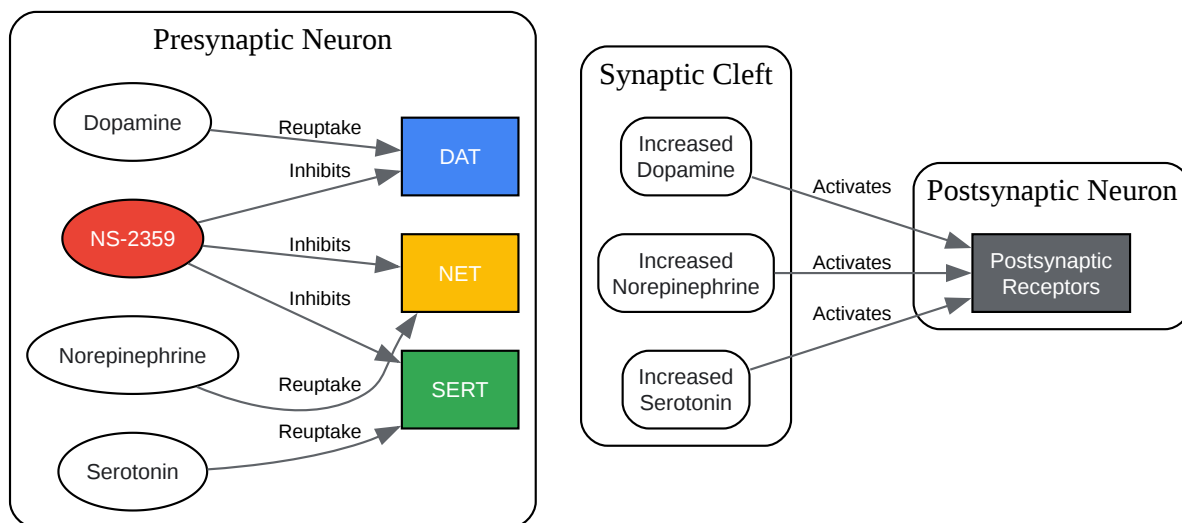 Presynaptic Neuron
Dopamine
Reuptake
DAT
Inhibits
NS-2359
Inhibits
NET
Inhibits
Norepinephrine
Reuptake
SERT
Reuptake
Serotonin
Synaptic Cleft
Increased
Dopamine
Activates
Increased
Norepinephrine
Activates
Increased
Serotonin
Activates
Postsynaptic Neuron
Postsynaptic
Receptors